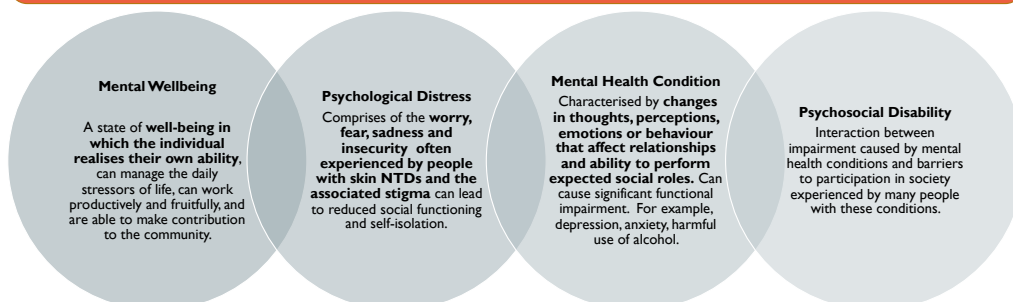 Mental Wellbeing
A state of well-being in
which the individual
realises their own ability,
can manage the daily
stressors of life, can work
productively and fruitfully, and
are able to make contribution
to the community.
Psychological Distress
Comprises of the worry,
fear, sadness and
insecurity often
experienced by people
with skin NTDs and the
associated stigma can lead
to reduced social functioning
and self-isolation.
Mental Health Condition
Characterised by changes
in thoughts, perceptions,
emotions or behaviour
that affect relationships
and ability to perform
expected social roles. Can
cause significant functional
impairment. For example,
depression, anxiety, harmful
use of alcohol.
Psychosocial Disability
Interaction between
impairment caused by mental
health conditions and barriers
to participation in society
experienced by many people
with these conditions.